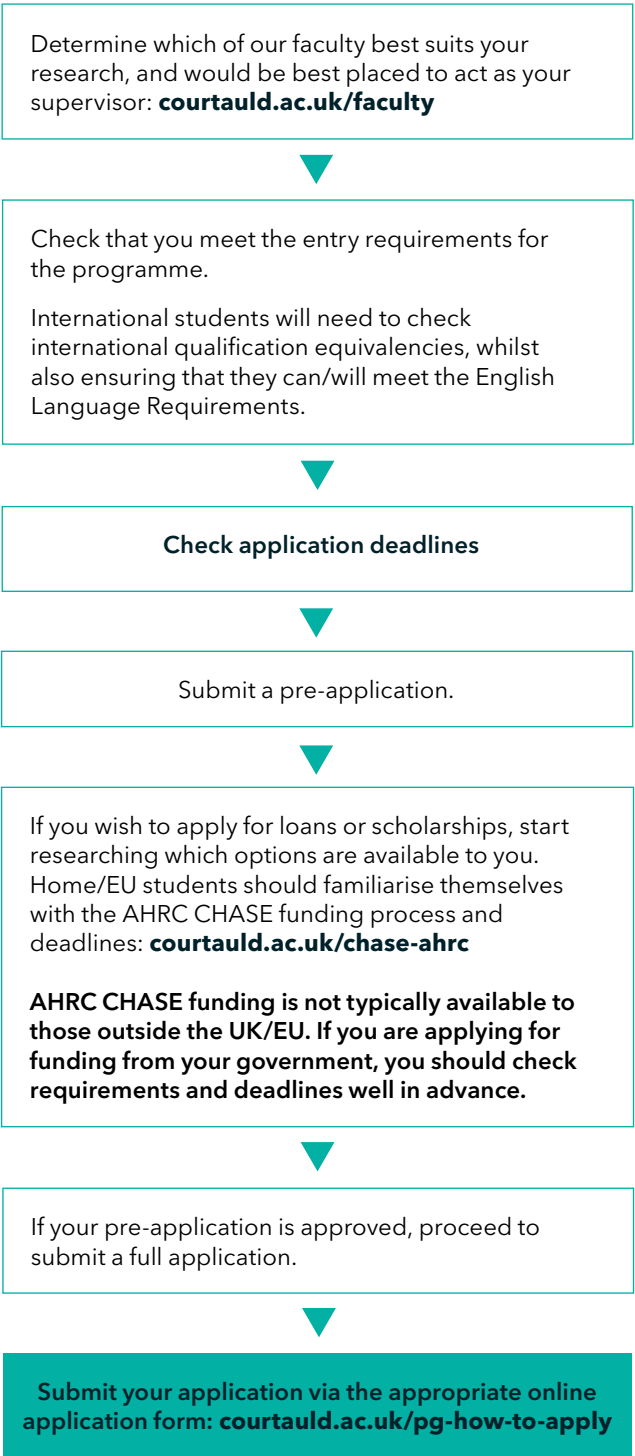 Determine which of our faculty best suits your
research, and would be best placed to act as your
supervisor: courtauld.ac.uk/faculty
Check that you meet the entry requirements for
the programme.
International students will need to check
international qualification equivalencies, whilst
also ensuring that they can/will meet the English
Language Requirements.
Check application deadlines
Submit a pre-application.
If you wish to apply for loans or scholarships, start
researching which options are available to you.
Home/EU students should familiarise themselves
with the AHRC CHASE funding process and
deadlines: courtauld.ac.uk/chase-ahrc
AHRC CHASE funding is not typically available to
those outside the UK/EU. If you are applying for
funding from your government, you should check
requirements and deadlines well in advance.
If your pre-application is approved, proceed to
submit a full application.
Submit your application via the appropriate online
application form: courtauld.ac.uk/pg-how-to-apply